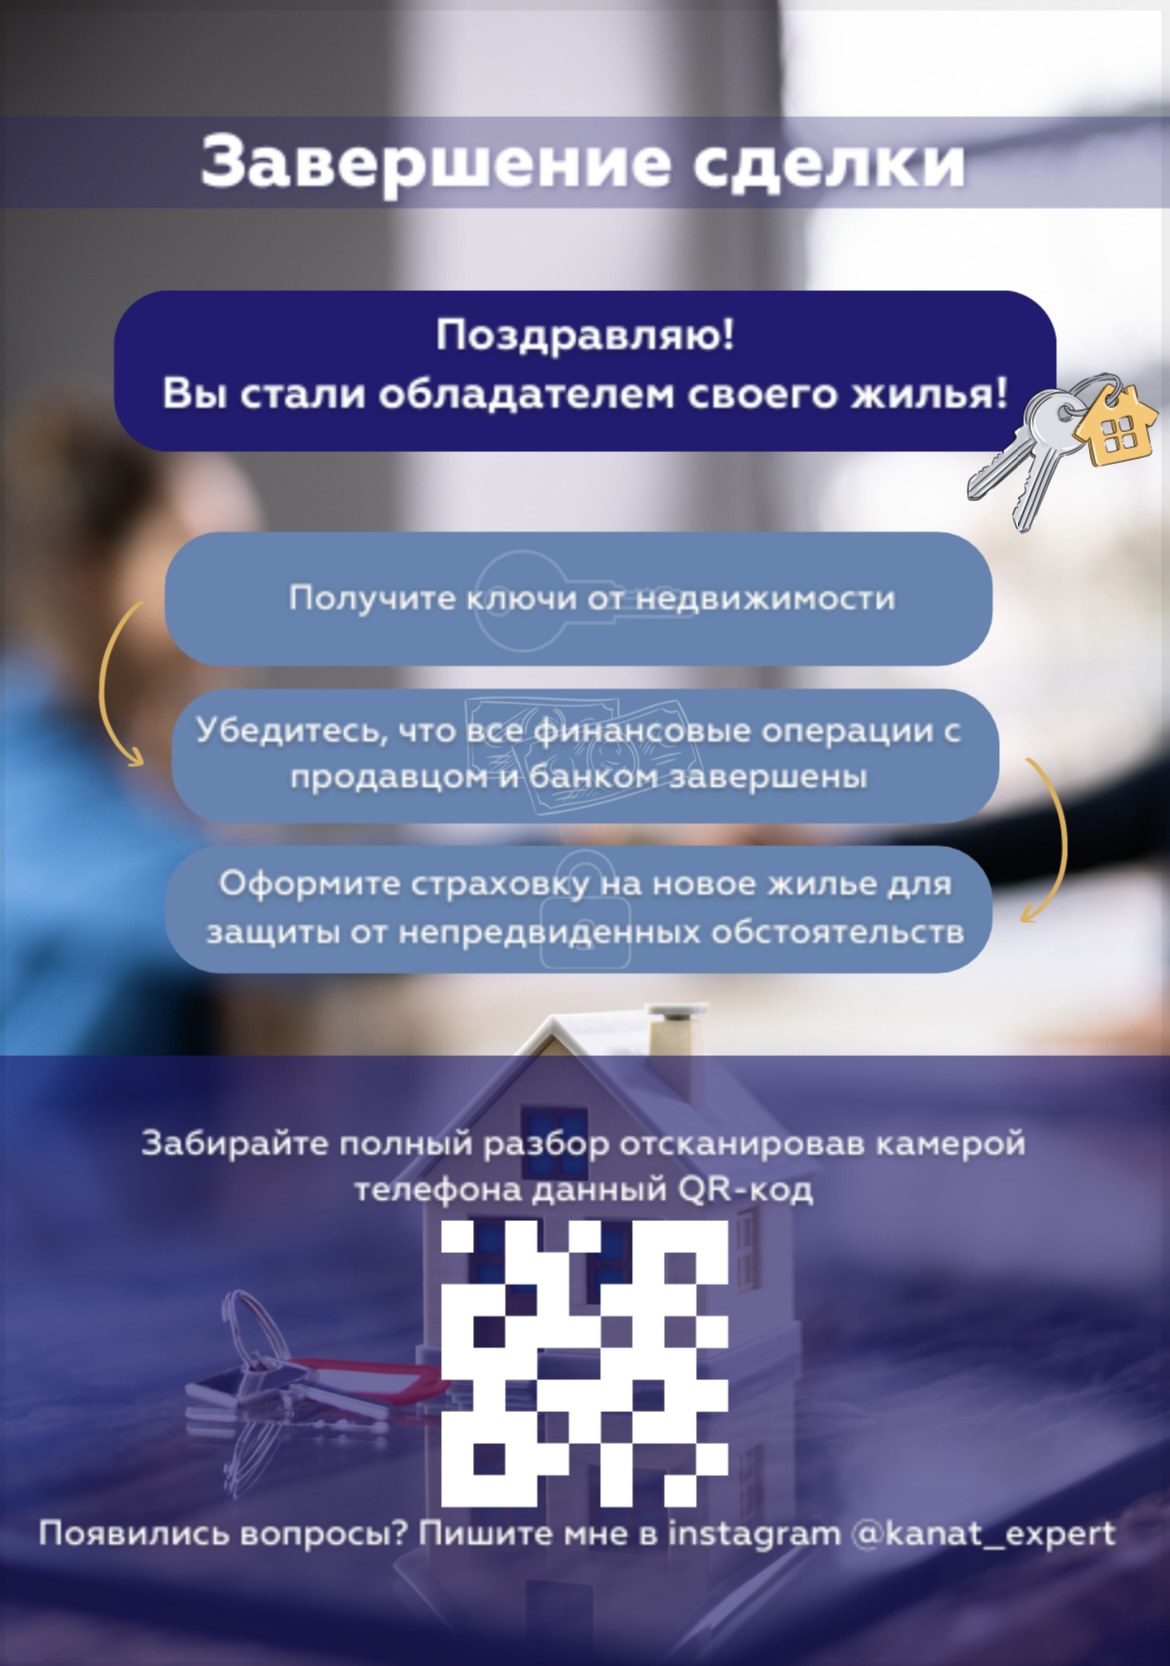 Завершение сделки
Поздравляю!
Вы стали обладателем своего жилья!
Получите ключи от недвижимости
Убедитесь, что все финансовые операции с
продавцом и банком завершены
Оформите страховку на новое жилье для
защиты от непредвиденных обстоятельств
Забирайте полный разбор отсканировав камерой
телефона данный QR-код
Появились вопросы? Пишите мне в instagram @kanat_expert